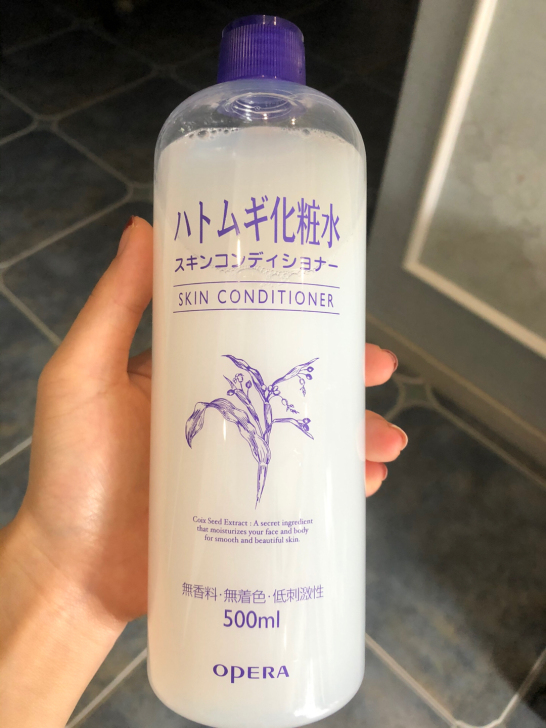 ハトムギ化粧水
スキンコンディショナー
SKIN CONDITIONER
Coix Seed Extract : A secret ingredient
that moisturizes your face and body
for smooth and beautiful skin.
無香料・無着色・低刺激性
500ml
OPERA